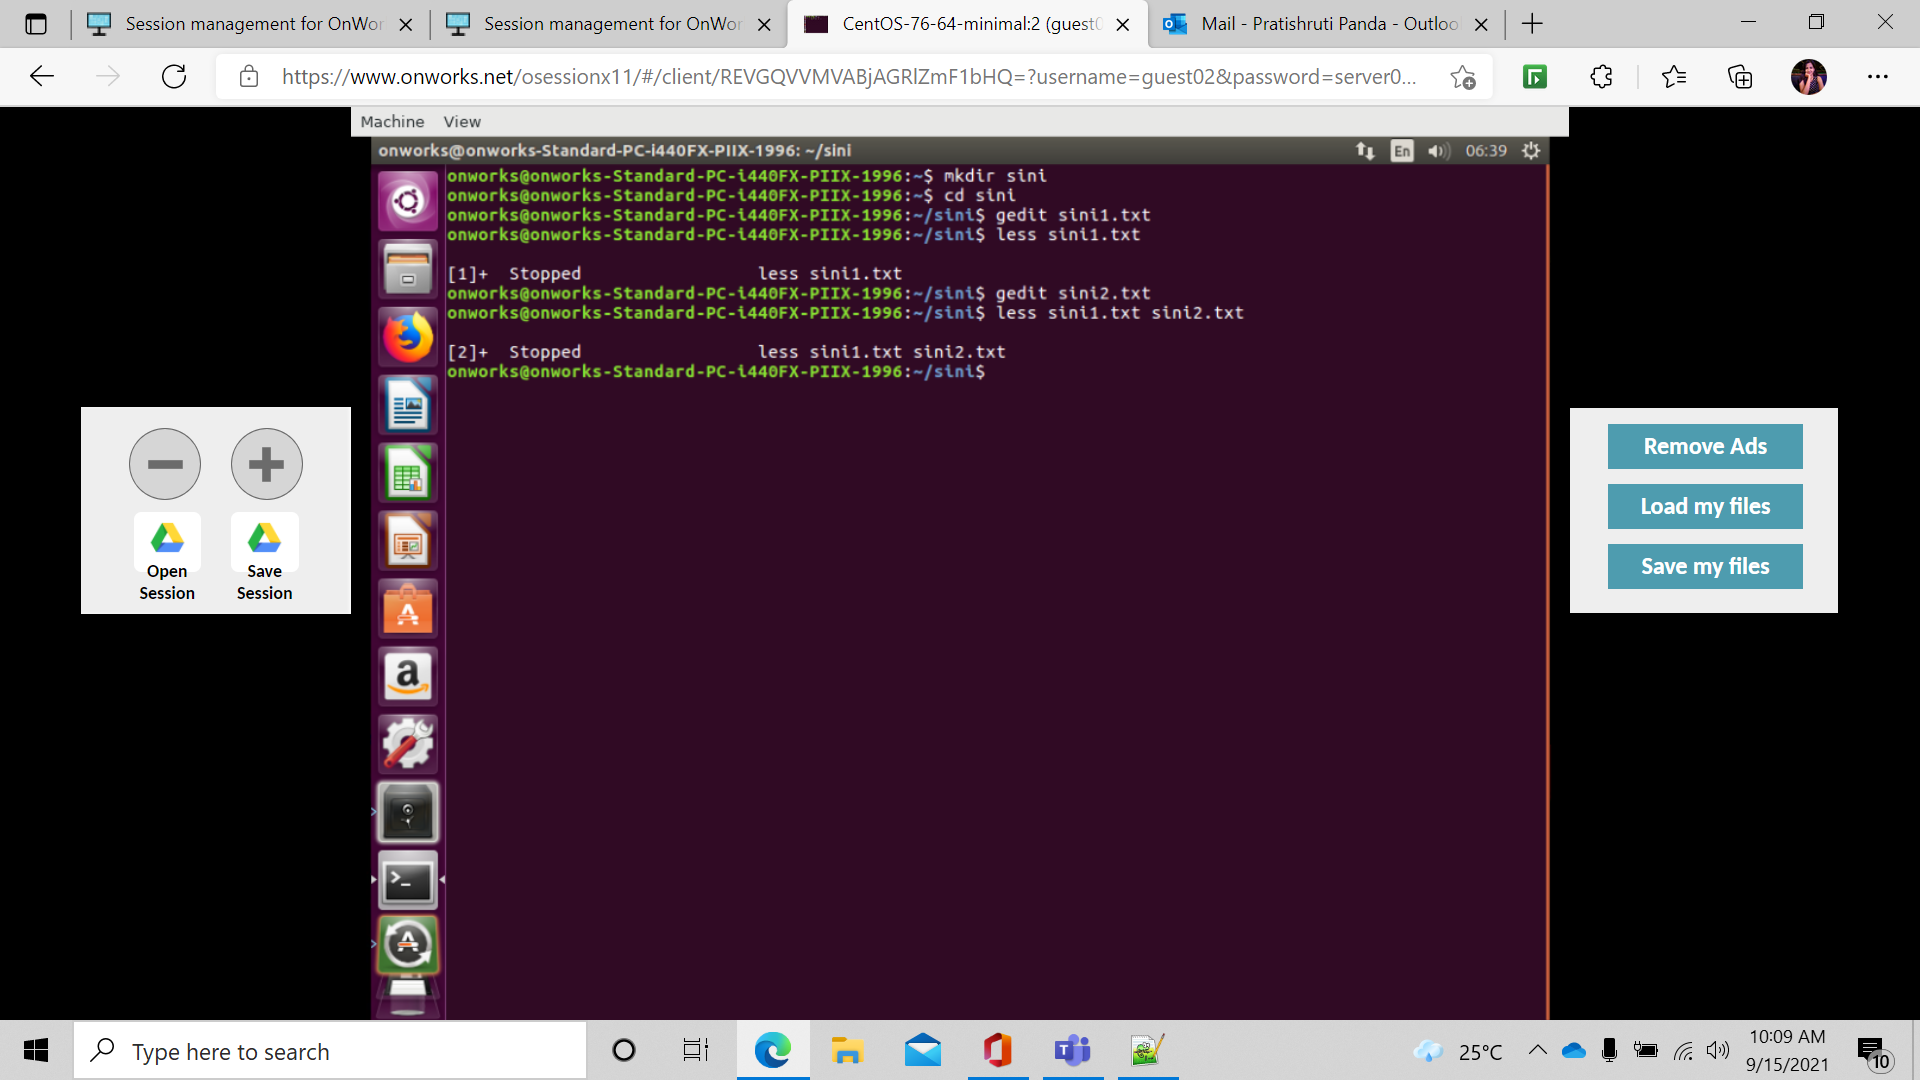 Session management for OnWor
Session management for OnWor
CentOS-76-64-minimal:2 (guest0
Mail - Pratishruti Panda - Outloo
https://www.onworks.net/osessionx11/#/client/REVGQVVMVABjAGRlZmF1bHQ=?username=guest02&password=server0...
Machine View
onworks@onworks-Standard-PC-i440FX-PIIX-1996: ~/sini
En
06:39
onworks@onworks-Standard-PC-i440FX-PIIX-1996:~$ mkdir sini
onworks@onworks-Standard-PC-i440FX-PIIX-1996:~$ cd sini
onworks@onworks-Standard-PC-i440FX-PIIX-1996:~/sini$ gedit sini1.txt
onworks@onworks-Standard-PC-i440FX-PIIX-1996:~/sini$ less sini1.txt
[1]+  Stopped                 less sini1.txt
onworks@onworks-Standard-PC-i440FX-PIIX-1996:~/sini$ gedit sini2.txt
onworks@onworks-Standard-PC-i440FX-PIIX-1996:~/sini$ less sini1.txt sini2.txt
[2]+  Stopped                 less sini1.txt sini2.txt
onworks@onworks-Standard-PC-i440FX-PIIX-1996:~/sini$
Open Session
Save Session
Remove Ads
Load my files
Save my files
Type here to search
25°C
10:09 AM
9/15/2021
10